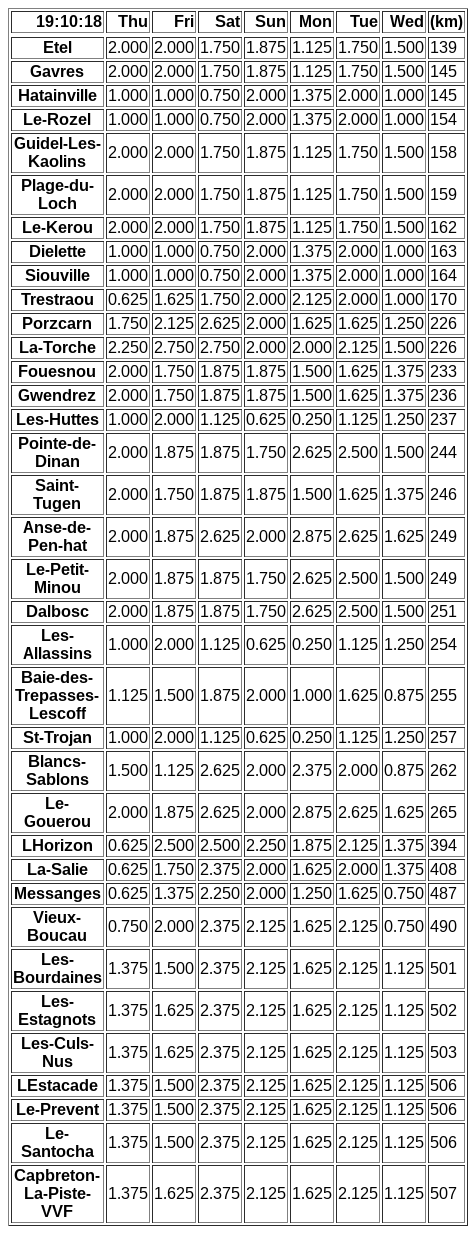 19:10:18 Thu Fri Sat Sun Mon Tue Wed (km)
Etel 2.000 2.000 1.750 1.875 1.125 1.750 1.500 139
Gavres 2.000 2.000 1.750 1.875 1.125 1.750 1.500 145
Hatainville 1.000 1.000 0.750 2.000 1.375 2.000 1.000 145
Le-Rozel 1.000 1.000 0.750 2.000 1.375 2.000 1.000 154
Guidel-Les-
Kaolins 2.000 2.000 1.750 1.875 1.125 1.750 1.500 158
Plage-du-
Loch 2.000 2.000 1.750 1.875 1.125 1.750 1.500 159
Le-Kerou 2.000 2.000 1.750 1.875 1.125 1.750 1.500 162
Dielette 1.000 1.000 0.750 2.000 1.375 2.000 1.000 163
Siouville 1.000 1.000 0.750 2.000 1.375 2.000 1.000 164
Trestraou 0.625 1.625 1.750 2.000 2.125 2.000 1.000 170
Porzcarn 1.750 2.125 2.625 2.000 1.625 1.625 1.250 226
La-Torche 2.250 2.750 2.750 2.000 2.000 2.125 1.500 226
Fouesnou 2.000 1.750 1.875 1.875 1.500 1.625 1.375 233
Gwendrez 2.000 1.750 1.875 1.875 1.500 1.625 1.375 236
Les-Huttes 1.000 2.000 1.125 0.625 0.250 1.125 1.250 237
Pointe-de-
Dinan 2.000 1.875 1.875 1.750 2.625 2.500 1.500 244
Saint-
Tugen 2.000 1.750 1.875 1.875 1.500 1.625 1.375 246
Anse-de-
Pen-hat 2.000 1.875 2.625 2.000 2.875 2.625 1.625 249
Le-Petit-
Minou 2.000 1.875 1.875 1.750 2.625 2.500 1.500 249
Dalbosc 2.000 1.875 1.875 1.750 2.625 2.500 1.500 251
Les-
Allassins 1.000 2.000 1.125 0.625 0.250 1.125 1.250 254
Baie-des-
Trepasses-
Lescoff 1.125 1.500 1.875 2.000 1.000 1.625 0.875 255
St-Trojan 1.000 2.000 1.125 0.625 0.250 1.125 1.250 257
Blancs-
Sablons 1.500 1.125 2.625 2.000 2.375 2.000 0.875 262
Le-
Gouerou 2.000 1.875 2.625 2.000 2.875 2.625 1.625 265
LHorizon 0.625 2.500 2.500 2.250 1.875 2.125 1.375 394
La-Salie 0.625 1.750 2.375 2.000 1.625 2.000 1.375 408
Messanges 0.625 1.375 2.250 2.000 1.250 1.625 0.750 487
Vieux-
Boucau 0.750 2.000 2.375 2.125 1.625 2.125 0.750 490
Les-
Bourdaines 1.375 1.500 2.375 2.125 1.625 2.125 1.125 501
Les-
Estagnots 1.375 1.625 2.375 2.125 1.625 2.125 1.125 502
Les-Culs-
Nus 1.375 1.625 2.375 2.125 1.625 2.125 1.125 503
LEstacade 1.375 1.500 2.375 2.125 1.625 2.125 1.125 506
Le-Prevent 1.375 1.500 2.375 2.125 1.625 2.125 1.125 506
Le-
Santocha 1.375 1.500 2.375 2.125 1.625 2.125 1.125 506
Capbreton-
La-Piste-
VVF 1.375 1.625 2.375 2.125 1.625 2.125 1.125 507